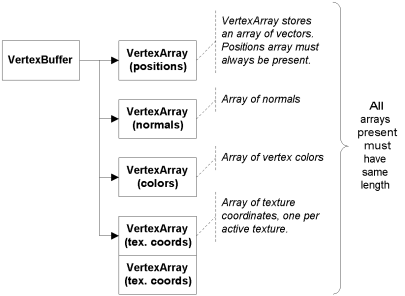 VertexBuffer
VertexArray
(positions)
VertexArray stores
an array of vectors.
Positions array must
always be present.
VertexArray
(normals)
Array of normals
VertexArray
(colors)
Array of vertex colors
VertexArray
(tex. coords)
Array of texture
coordinates, one per
active texture.
VertexArray
(tex. coords)
All
arrays
present
must
have
same
length